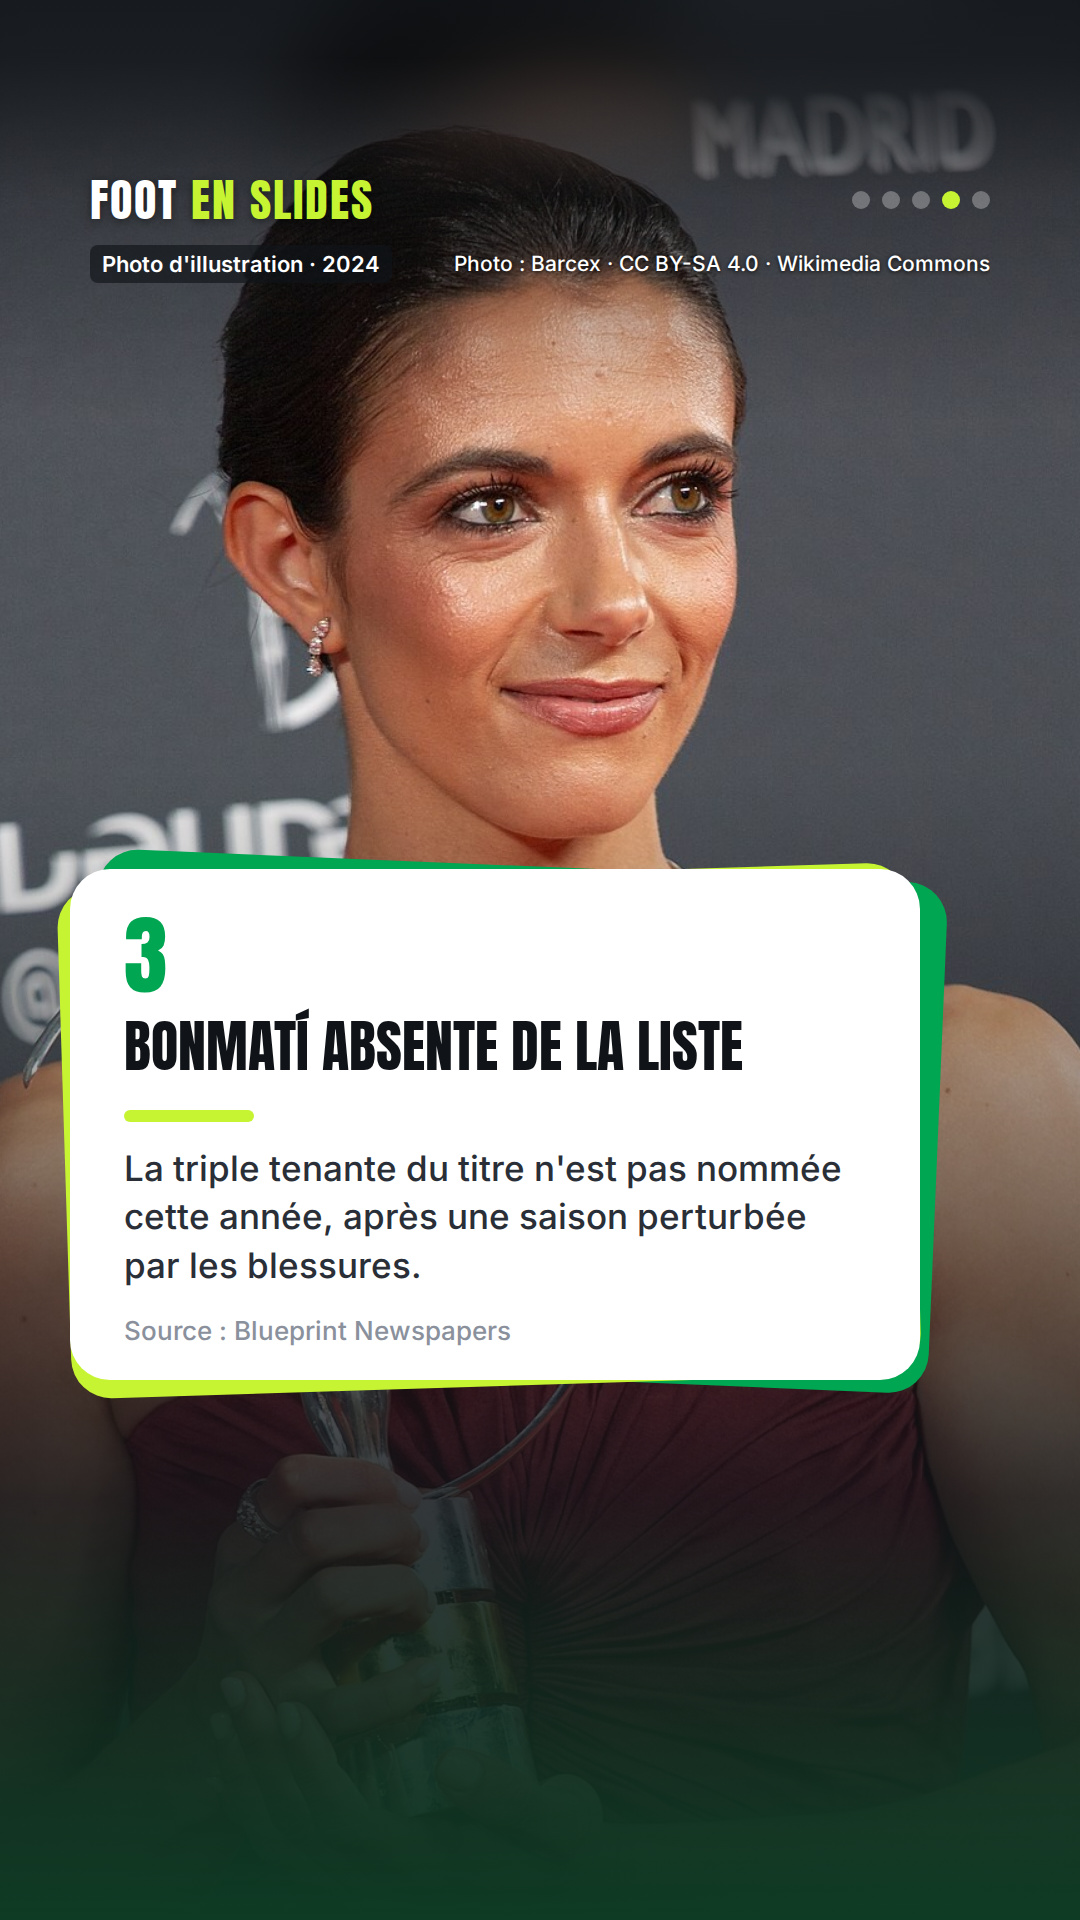 MADRID
FOOT EN SLIDES
Photo d'illustration · 2024
Photo : Barcex · CC BY-SA 4.0 · Wikimedia Commons
3
BONMATÍ ABSENTE DE LA LISTE
La triple tenante du titre n'est pas nommée
cette année, après une saison perturbée
par les blessures.
Source : Blueprint Newspapers